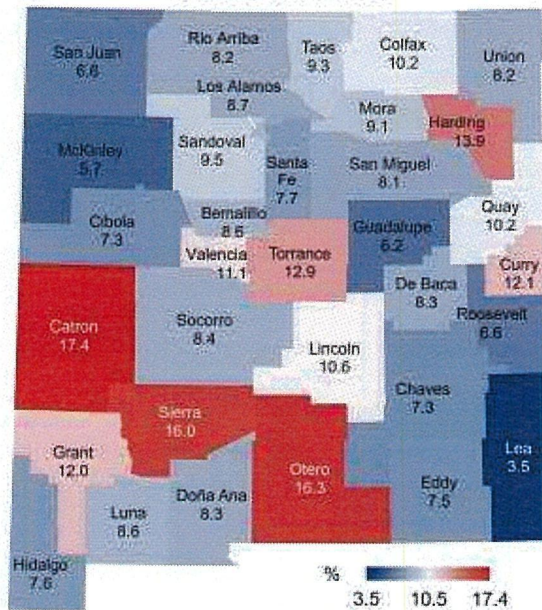 San Juan
6.6
Rio Arriba
8.2
Taos
9.3
Colfax
10.2
Union
8.2
Los Alamos
8.7
Mora
9.1
Harding
13.9
McKinley
5.7
Sandoval
9.5
Santa
Fe
7.7
San Miguel
8.1
Quay
10.2
Cibola
7.3
Bernalillo
8.6
Valencia
11.1
Torrance
12.9
Guadalupe
6.2
Curry
12.1
De Baca
8.3
Roosevelt
6.6
Catron
17.4
Socorro
8.4
Lincoln
10.6
Chaves
7.3
Sierra
16.0
Lea
3.5
Grant
12.0
Otero
16.3
Eddy
7.5
Luna
8.6
Doña Ana
8.3
Hidalgo
7.6
%
3.5 10.5 17.4